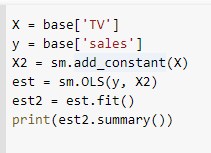 X = base['TV']
y = base['sales']
X2 = sm.add_constant(X)
est = sm.OLS(y, X2)
est2 = est.fit()
print(est2.summary())